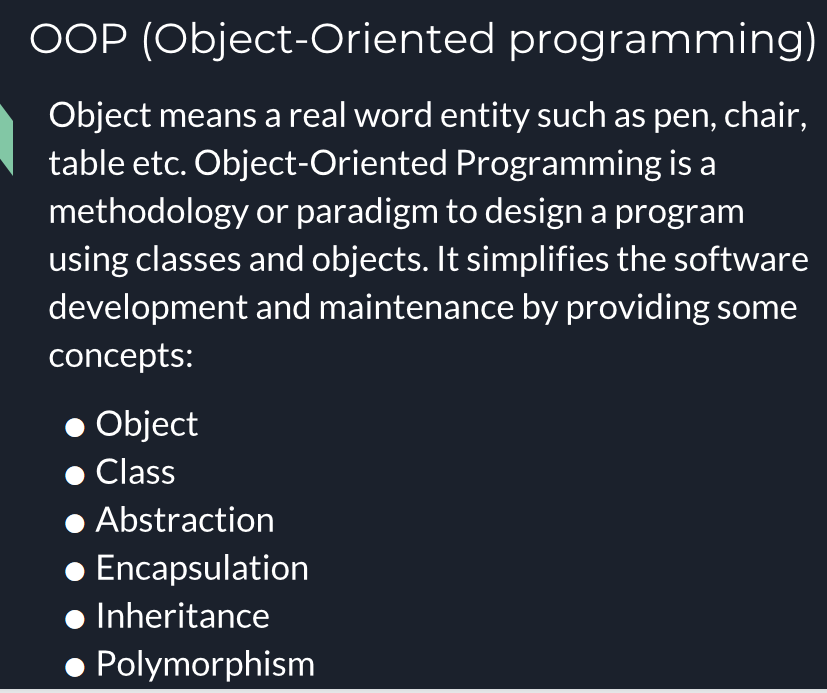 OOP (Object-Oriented programming)
Object means a real word entity such as pen, chair,
table etc. Object-Oriented Programming is a
methodology or paradigm to design a program
using classes and objects. It simplifies the software
development and maintenance by providing some
concepts:
● Object
● Class
● Abstraction
● Encapsulation
● Inheritance
● Polymorphism